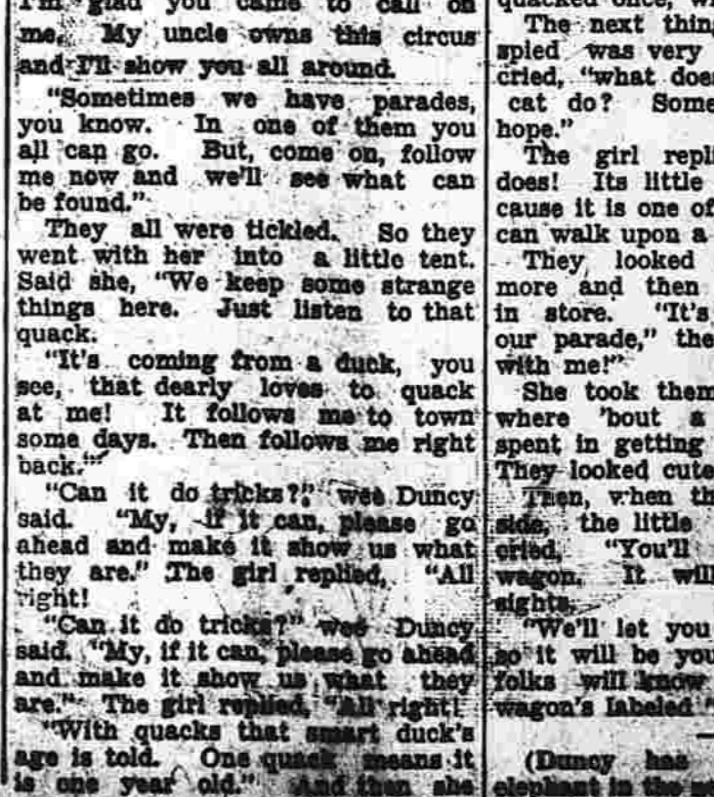 I'm glad you came to call on
me. My uncle owns this circus
and I'll show you all around.
"Sometimes we have parades,
you know. In one of them you
all can go. But, come on, follow
me now and we'll see what can
be found."
They all were tickled. So they
went with her into a little tent.
Said she, "We keep some strange
things here. Just listen to that
quack.
"It's coming from a duck, you
see, that dearly loves to quack
at me! It follows me to town
some days. Then follows me right
back."
"Can it do tricks?" wee Duncy
said. "My, if it can, please go
ahead and make it show us what
they are." The girl replied, "All
right!
"Can it do tricks?" wee Duncy
said. "My, if it can, please go ahead
and make it show us what they
are." The girl replied, "All right!
"With quacks that smart duck's
age is told. One quack means it
is one year old." And then she
quacked once,
The next
spied was very
cried, "what
cat do?
hope."
The girl
does! Its little
cause it is one of
can walk upon a
They looked
more and then
in store. "It's
our parade," the
with me!"
She took them
where 'bout a
spent in getting
They looked cute
Then, when
side, the little
cried, "You'll
wagon. It will
sights.
"We'll let you
so it will be
folks will know
wagon's labeled
(Duncy has
elephant in the